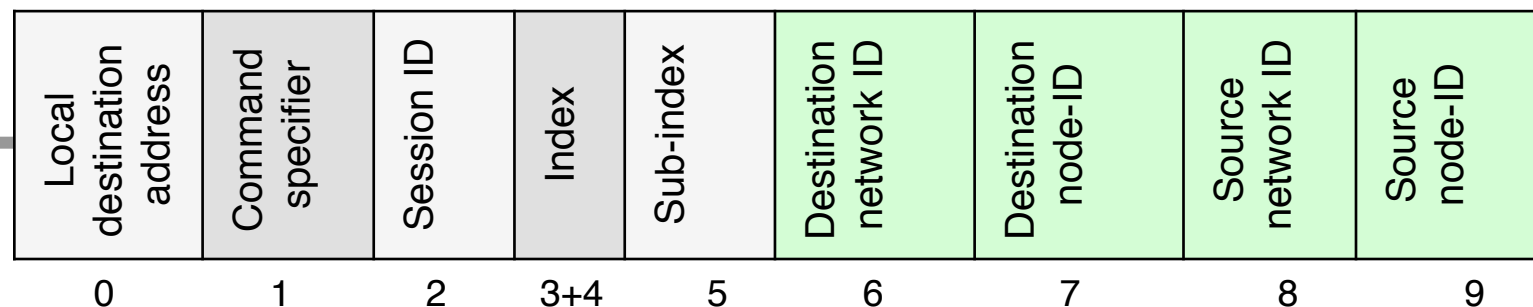 Local
destination
address
Command
specifier
Session ID
Index
Sub-index
Destination
network ID
Destination
node-ID
Source
network ID
Source
node-ID
0 1 2 3+4 5 6 7 8 9